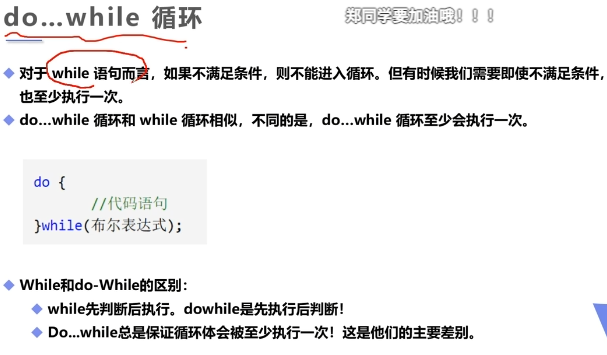 do...while 循环
郑同学要加油哦！！！
对于 while 语句而言，如果不满足条件，则不能进入循环。但有时候我们需要即使不满足条件，
也至少执行一次。
do...while 循环和 while 循环相似，不同的是，do...while 循环至少会执行一次。
do {
//代码语句
}while(布尔表达式);
While和do-While的区别：
while先判断后执行。dowhile是先执行后判断！
Do...while总是保证循环体会被至少执行一次！这是他们的主要差别。